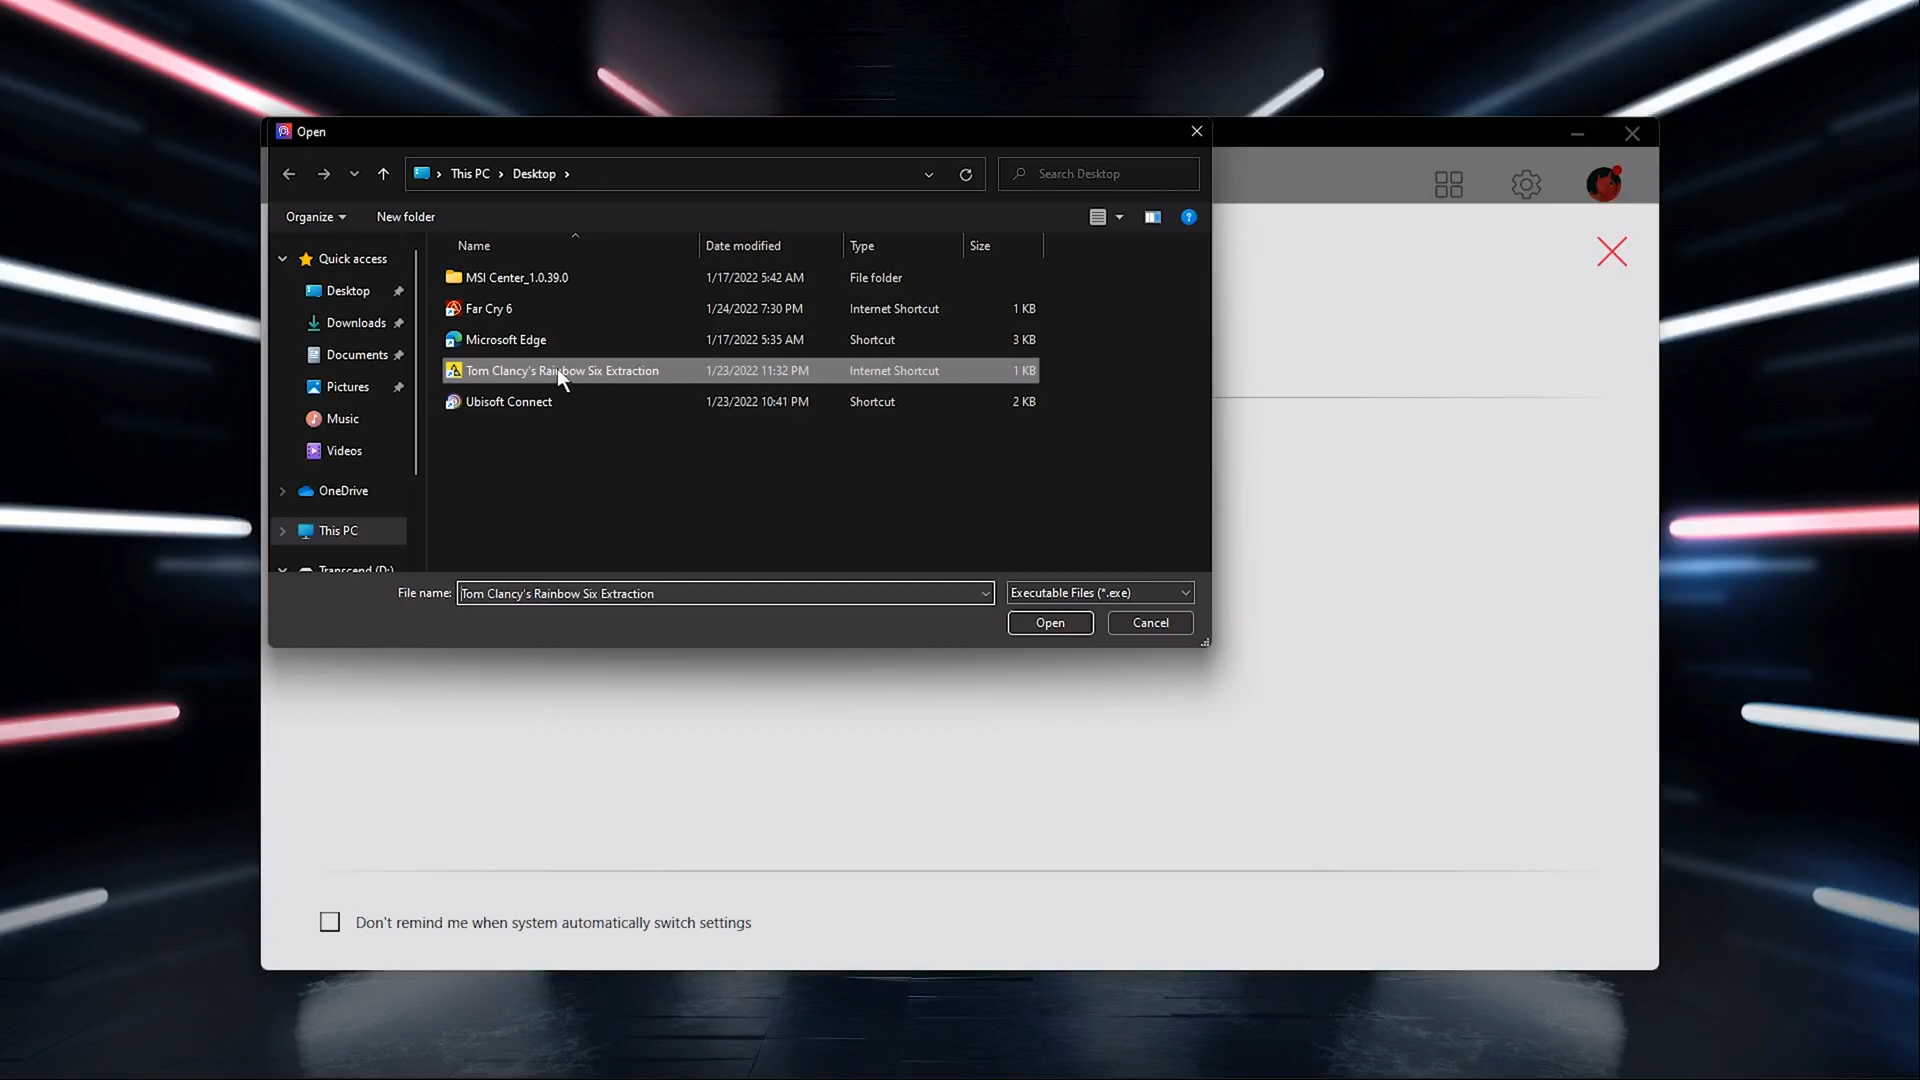 Open
This PC
Desktop
Search Desktop
Organize
New folder
Name
Date modified
Type
Size
Quick access
Desktop
Downloads
Documents
Pictures
Music
Videos
OneDrive
This PC
Transcend (D:)
MSI Center_1.0.39.0 1/17/2022 5:42 AM File folder
Far Cry 6 1/24/2022 7:30 PM Internet Shortcut 1 KB
Microsoft Edge 1/17/2022 5:35 AM Shortcut 3 KB
Tom Clancy's Rainbow Six Extraction 1/23/2022 11:32 PM Internet Shortcut 1 KB
Ubisoft Connect 1/23/2022 10:41 PM Shortcut 2 KB
File name: Tom Clancy's Rainbow Six Extraction Executable Files (*.exe)
Open
Cancel
Don't remind me when system automatically switch settings